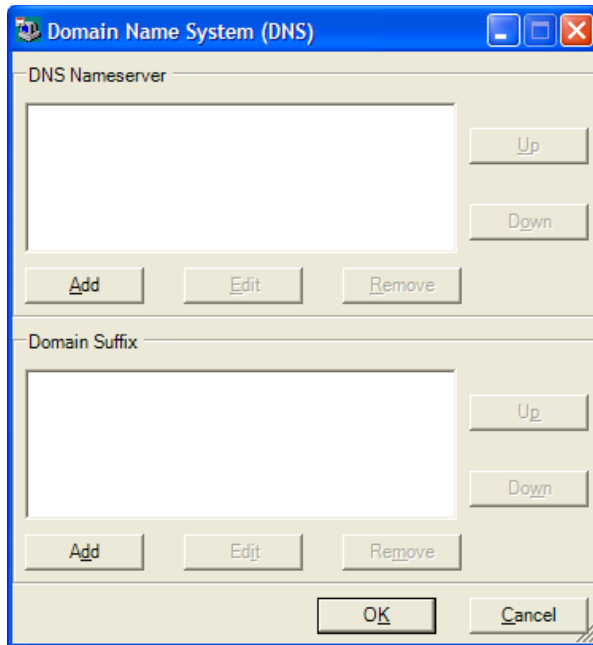 Domain Name System (DNS)
DNS Nameserver
Up
Down
Add
Edit
Remove
Domain Suffix
Up
Down
Add
Edit
Remove
OK
Cancel